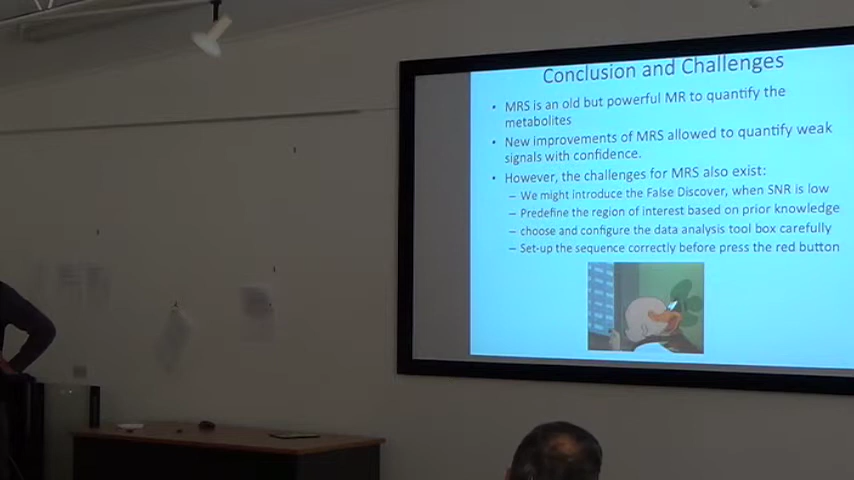 Conclusion and Challenges
• MRS is an old but powerful MR to quantify the
metabolites
• New improvements of MRS allowed to quantify weak
signals with confidence.
• However, the challenges for MRS also exist:
– We might introduce the False Discover, when SNR is low
– Predefine the region of interest based on prior knowledge
– choose and configure the data analysis tool box carefully
– Set-up the sequence correctly before press the red button